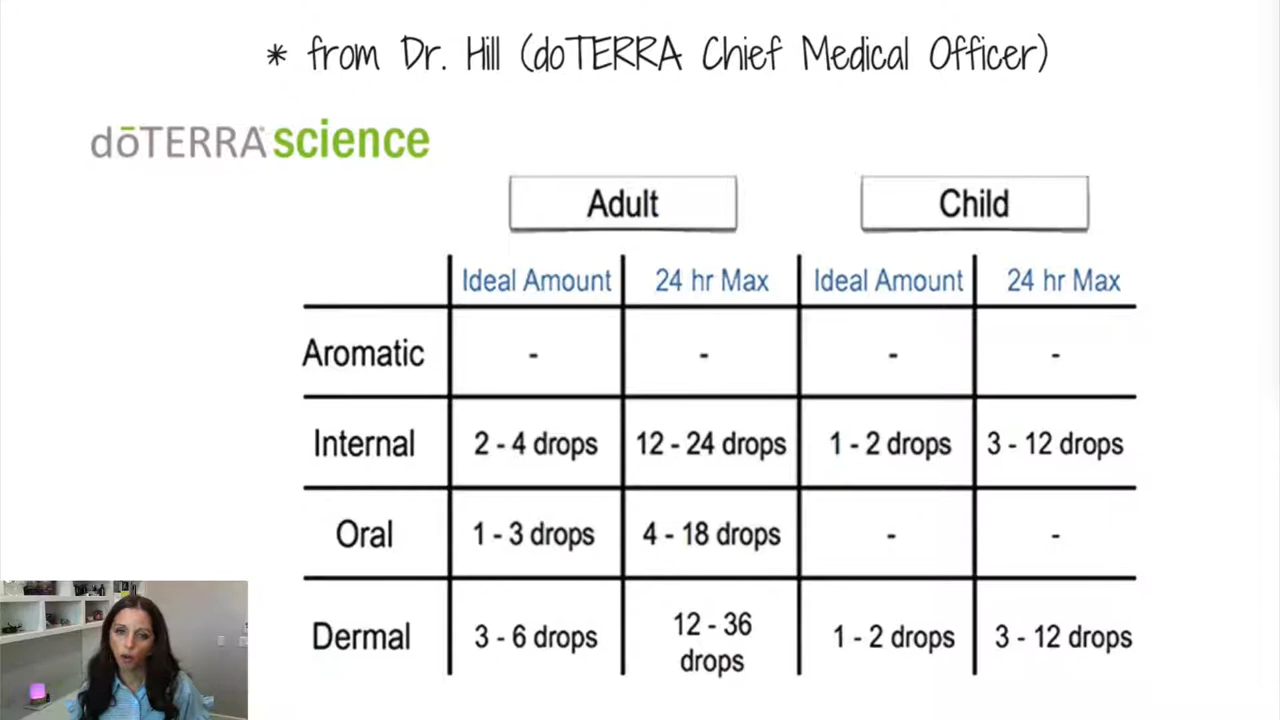 * from Dr. Hill (doTERRA Chief Medical Officer)
dōTERRA® science
Adult Child
Ideal Amount 24 hr Max Ideal Amount 24 hr Max
Aromatic - - - -
Internal 2 - 4 drops 12 - 24 drops 1 - 2 drops 3 - 12 drops
Oral 1 - 3 drops 4 - 18 drops - -
Dermal 3 - 6 drops 12 - 36 drops 1 - 2 drops 3 - 12 drops